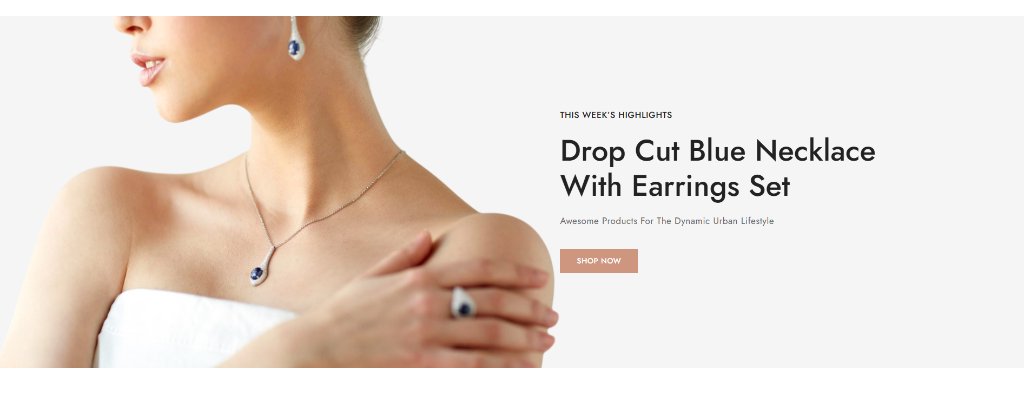 THIS WEEK'S HIGHLIGHTS
Drop Cut Blue Necklace
With Earrings Set
Awesome Products For The Dynamic Urban Lifestyle
SHOP NOW